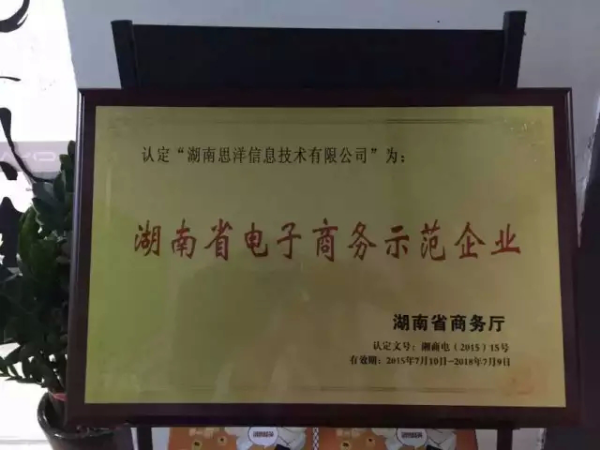 认定“湖南思洋信息技术有限公司”为：
湖南省电子商务示范企业
湖南省商务厅
认定文号：湘商电（2015）15号
有效期：2015年7月10日-2018年7月9日